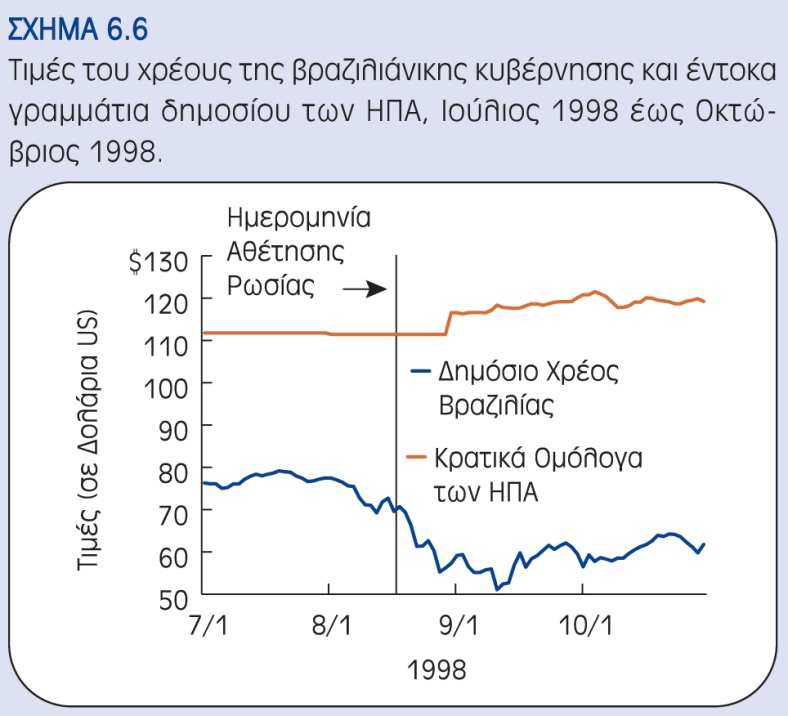 ΣΧΗΜΑ 6.6
Τιμές του χρέους της βραζιλιάνικης κυβέρνησης και έντοκα
γραμμάτια δημοσίου των ΗΠΑ, Ιούλιος 1998 έως Οκτώ-
βριος 1998.
Ημερομηνία
Αθέτησης
Ρωσίας
$130
120
110
100
90
80
70
60
50
Τιμές (σε Δολάρια US)
Δημόσιο Χρέος
Βραζιλίας
Κρατικά Ομόλογα
των ΗΠΑ
7/1
8/1
9/1
10/1
1998